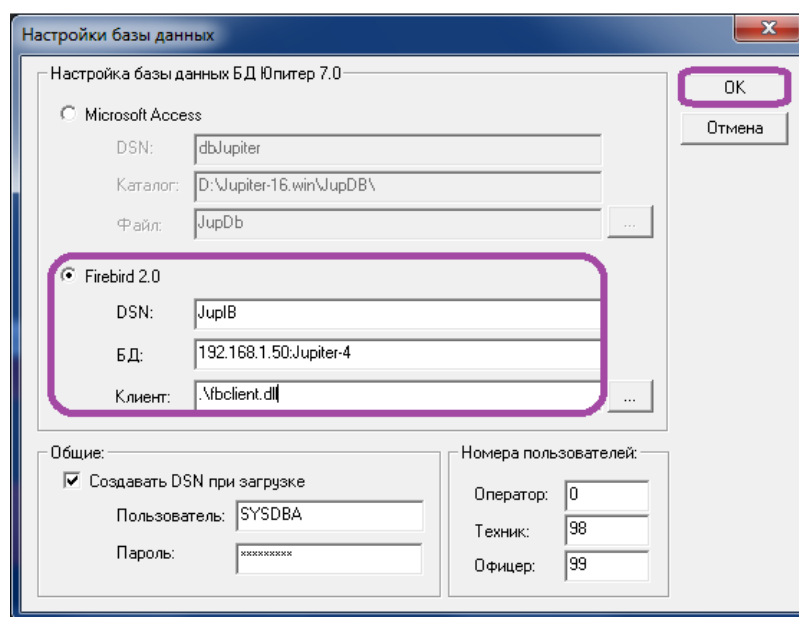 Настройки базы данных
Настройка базы данных БД Юпитер 7.0
OK
Microsoft Access
Отмена
DSN: dbJupiter
Каталог: D:\Jupiter-16.win\JupDB\
Файл: JupDb ...
Firebird 2.0
DSN: JupIB
БД: 192.168.1.50:Jupiter-4
Клиент: .\fbclient.dll ...
Общие:
Создавать DSN при загрузке
Пользователь: SYSDBA
Пароль: ×××××××××
Номера пользователей:
Оператор: 0
Техник: 98
Офицер: 99